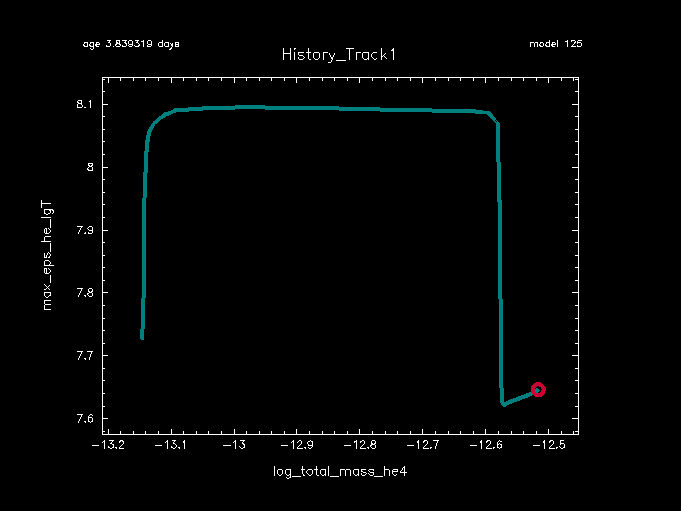 age 3.839319 days
model 125
History_Track1
8.1
8
7.9
7.8
7.7
7.6
max_eps_he_lgT
-13.2 -13.1 -13 -12.9 -12.8 -12.7 -12.6 -12.5
log_total_mass_he4